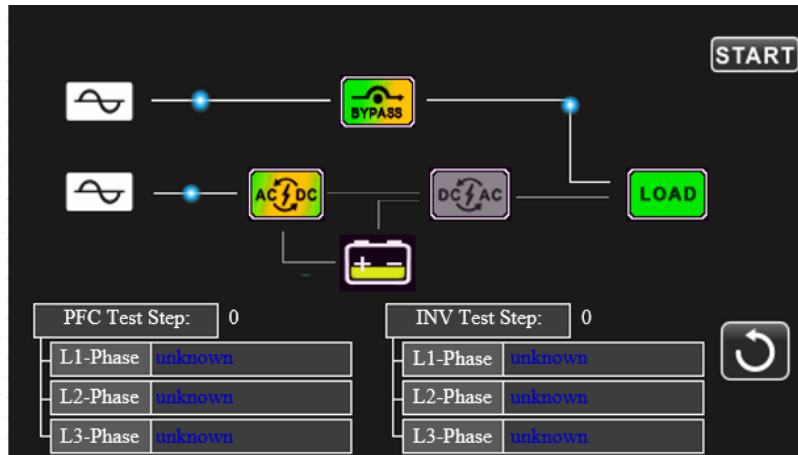 START
BYPASS
AC DC
DC AC
LOAD
+ −
PFC Test Step: 0
L1-Phase unknown
L2-Phase unknown
L3-Phase unknown
INV Test Step: 0
L1-Phase unknown
L2-Phase unknown
L3-Phase unknown